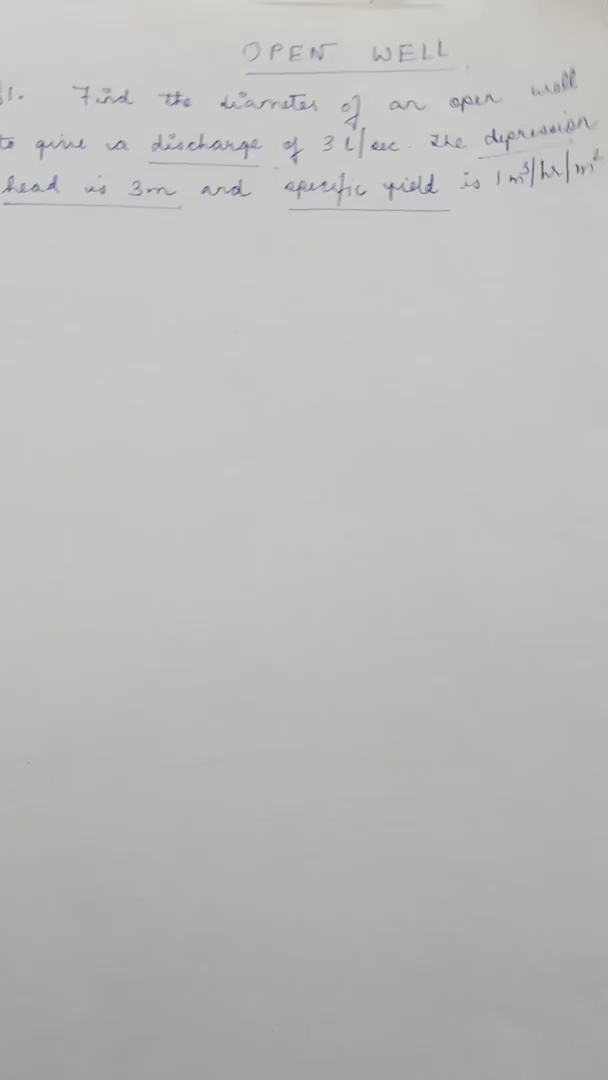 OPEN WELL
1. Find the diameter of an open well
to give a discharge of 3 l/sec. The depression
head is 3m and specific yield is 1 m³/hr/m²